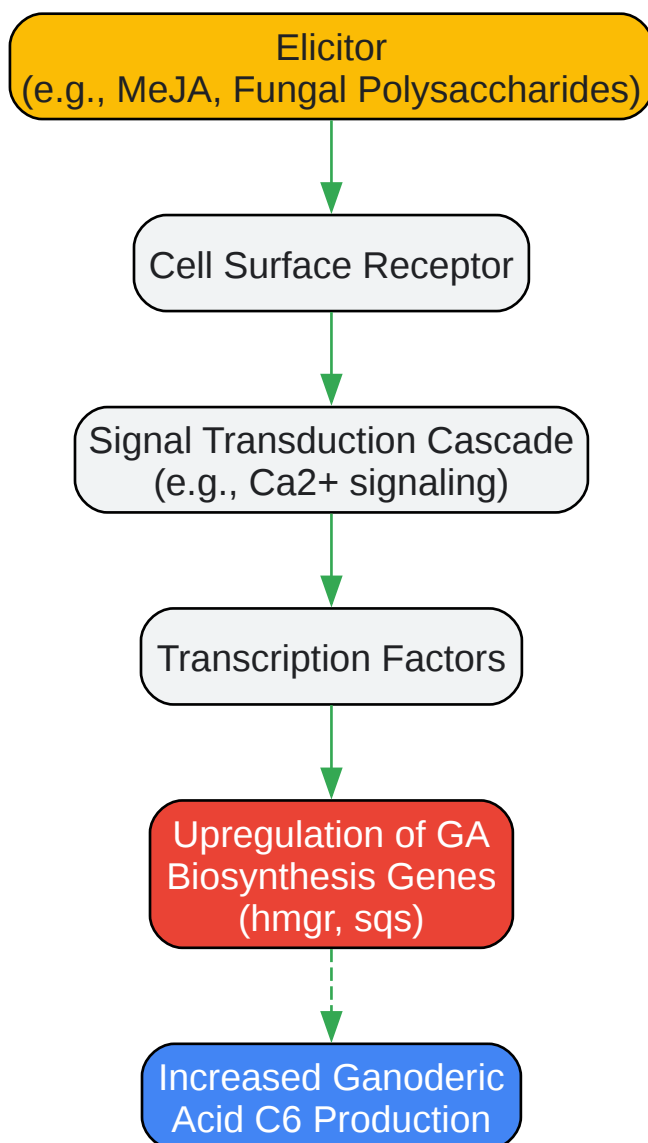 Elicitor
(e.g., MeJA, Fungal Polysaccharides)
Cell Surface Receptor
Signal Transduction Cascade
(e.g., Ca2+ signaling)
Transcription Factors
Upregulation of GA
Biosynthesis Genes
(hmgr, sqs)
Increased Ganoderic
Acid C6 Production